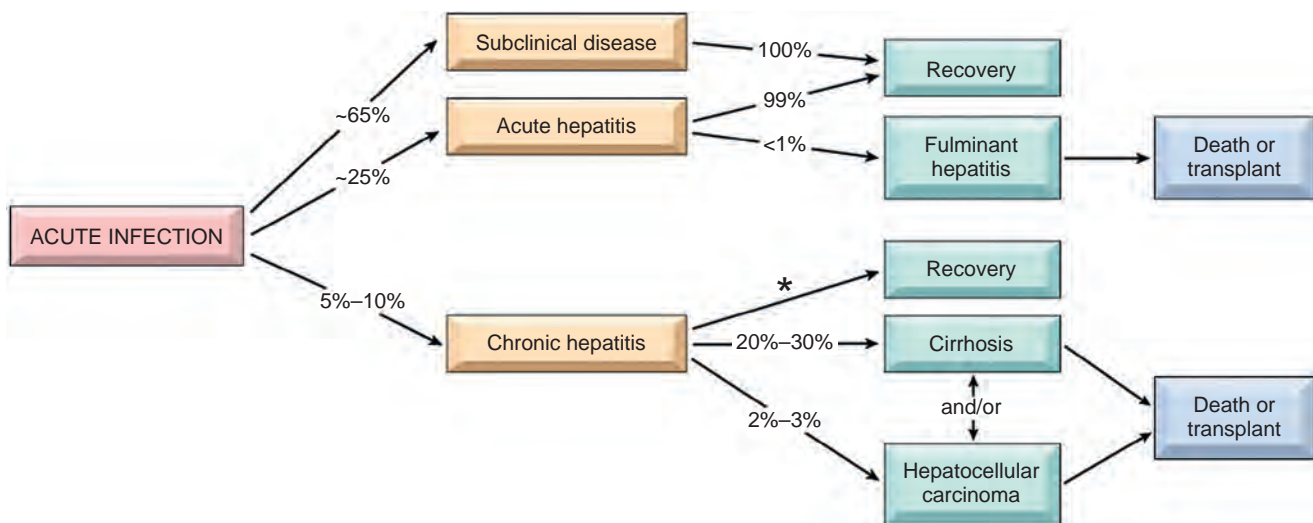 Subclinical disease
100%
Recovery
~65%
99%
Acute hepatitis
<1%
Fulminant
hepatitis
Death or
transplant
~25%
ACUTE INFECTION
5%–10%
*
Recovery
Chronic hepatitis
20%–30%
Cirrhosis
and/or
2%–3%
Death or
transplant
Hepatocellular
carcinoma